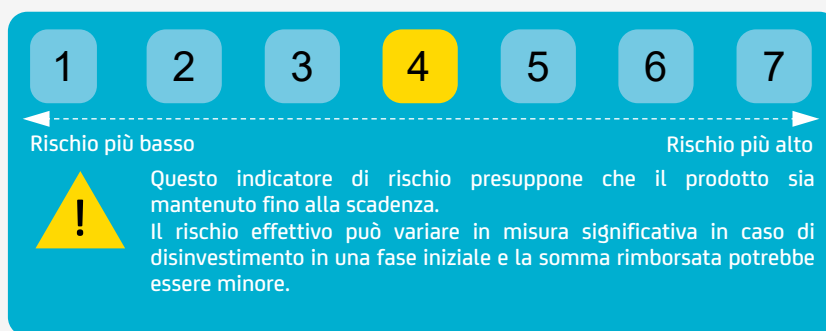 1 2 3 4 5 6 7
Rischio più basso Rischio più alto
!
Questo indicatore di rischio presuppone che il prodotto sia
mantenuto fino alla scadenza.
Il rischio effettivo può variare in misura significativa in caso di
disinvestimento in una fase iniziale e la somma rimborsata potrebbe
essere minore.